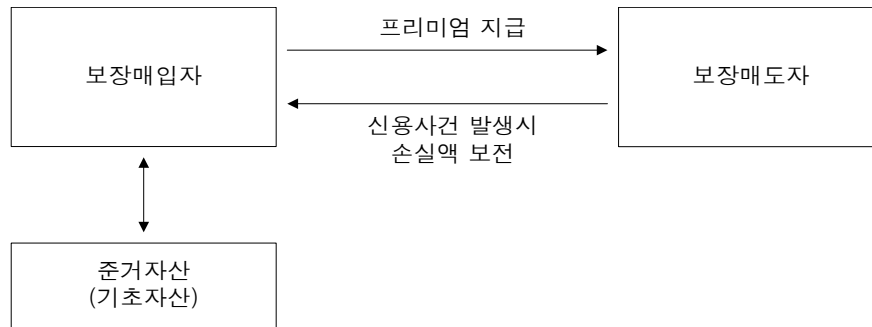 프리미엄 지급
보장매입자
보장매도자
신용사건 발생시
손실액 보전
준거자산
(기초자산)